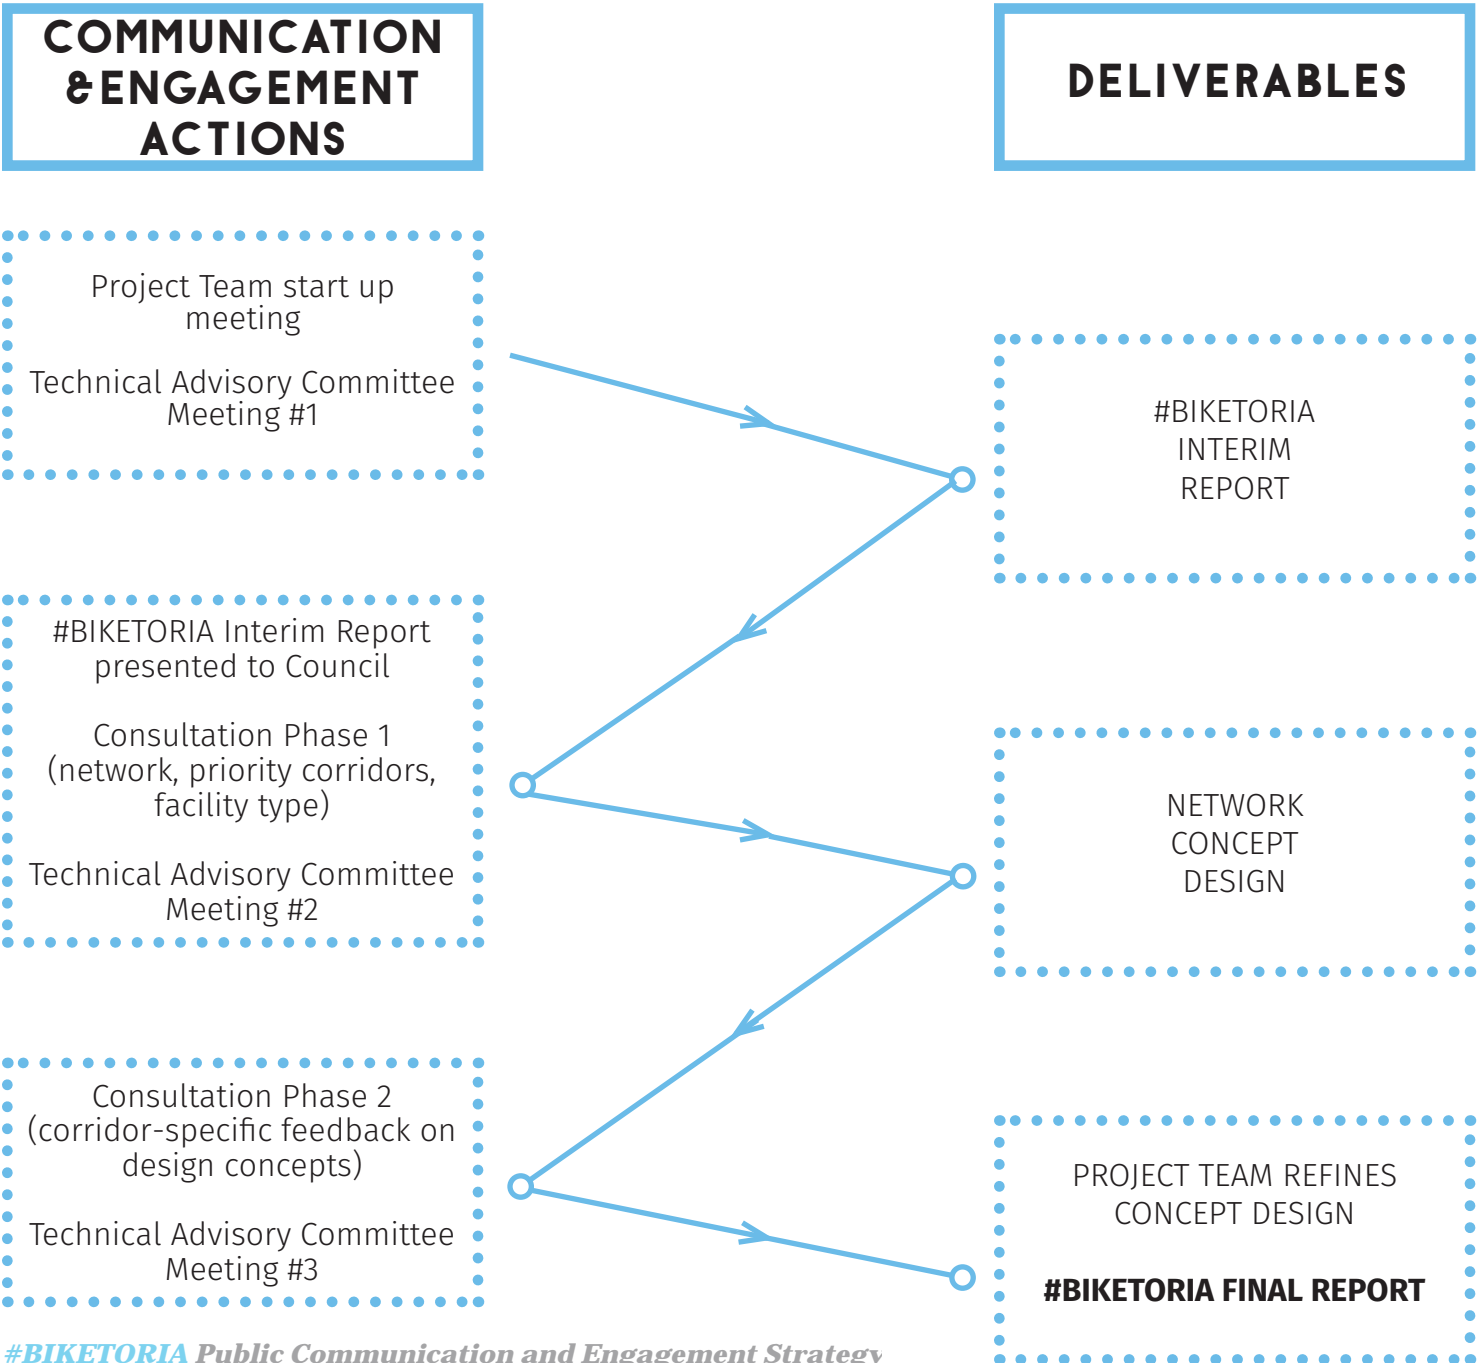 COMMUNICATION
& ENGAGEMENT
ACTIONS
DELIVERABLES
Project Team start up
meeting
Technical Advisory Committee
Meeting #1
#BIKETORIA
INTERIM
REPORT
#BIKETORIA Interim Report
presented to Council
Consultation Phase 1
(network, priority corridors,
facility type)
Technical Advisory Committee
Meeting #2
NETWORK
CONCEPT
DESIGN
Consultation Phase 2
(corridor-specific feedback on
design concepts)
Technical Advisory Committee
Meeting #3
PROJECT TEAM REFINES
CONCEPT DESIGN
#BIKETORIA FINAL REPORT
#BIKETORIA Public Communication and Engagement Strategy